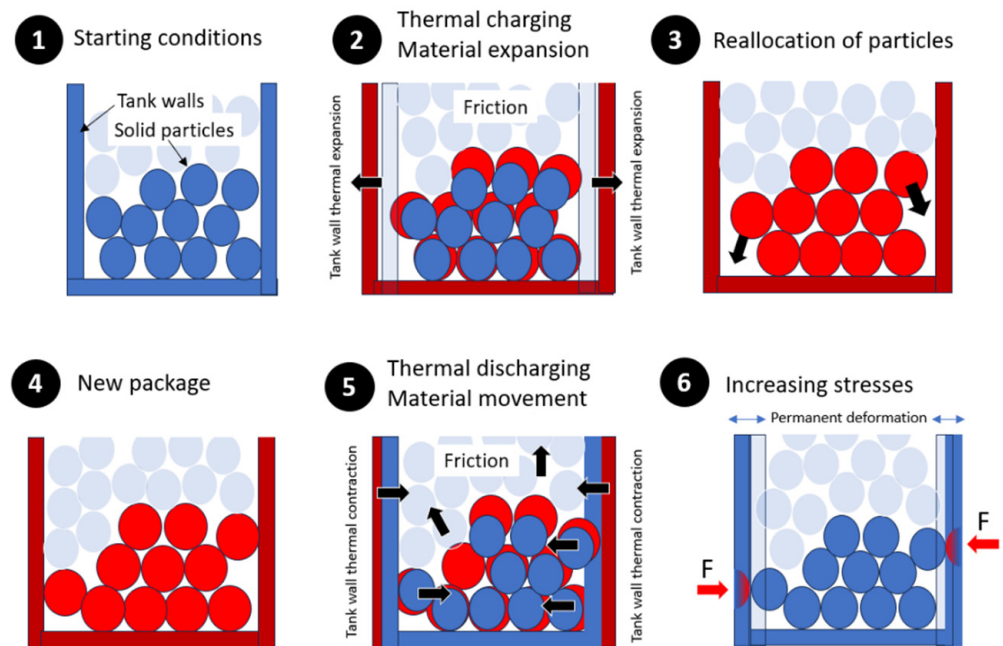 1 Starting conditions
Tank walls
Solid particles
2 Thermal charging
Material expansion
Friction
Tank wall thermal expansion
Tank wall thermal expansion
3 Reallocation of particles
4 New package
5 Thermal discharging
Material movement
Friction
Tank wall thermal contraction
Tank wall thermal contraction
6 Increasing stresses
Permanent deformation
F
F